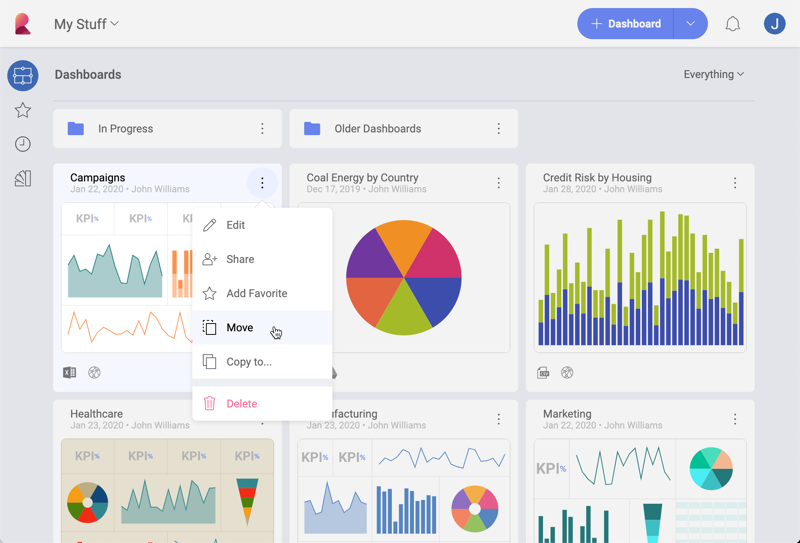 My Stuff
+ Dashboard
J
Dashboards
Everything
In Progress
Older Dashboards
Campaigns
Jan 22, 2020 • John Williams
KPI%
KPI%
Edit
Share
Add Favorite
Move
Copy to...
Delete
Coal Energy by Country
Dec 17, 2019 • John Williams
Credit Risk by Housing
Jan 28, 2020 • John Williams
Healthcare
Jan 23, 2020 • John Williams
KPI%
KPI%
KPI%
KPI%
Jan 23, 2020 • John Williams
KPI%
KPI%
Marketing
Jan 22, 2020 • John Williams
KPI%